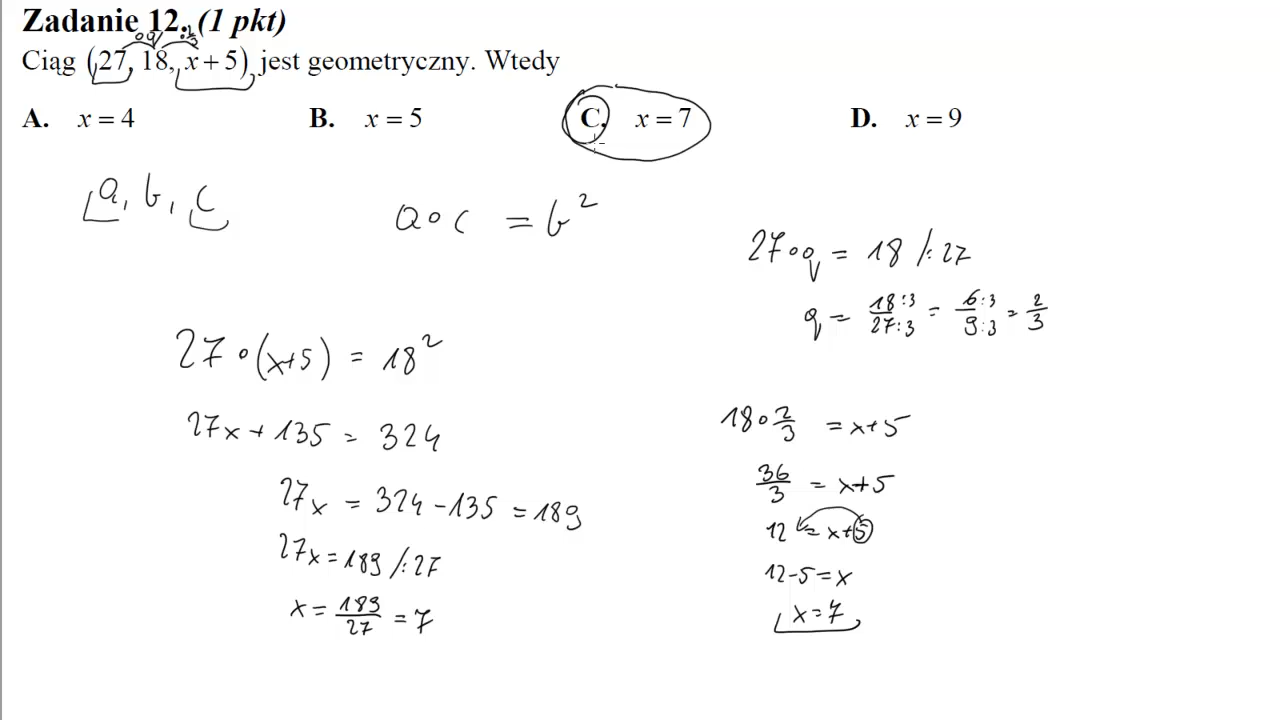 Zadanie 12. (1 pkt)
Ciąg (27, 18, x + 5) jest geometryczny. Wtedy
A. x = 4
B. x = 5
C. x = 7
D. x = 9
a, b, c
a∘c = b²
27∘(x+5) = 18²
27x + 135 = 324
27x = 324 - 135 = 189
27x = 189 /:27
x = 189/27 = 7
27∘q = 18 /:27
q = 18:3/27:3 = 6:3/9:3 = 2/3
18∘2/3 = x+5
36/3 = x+5
12 = x+5
12-5 = x
x=7